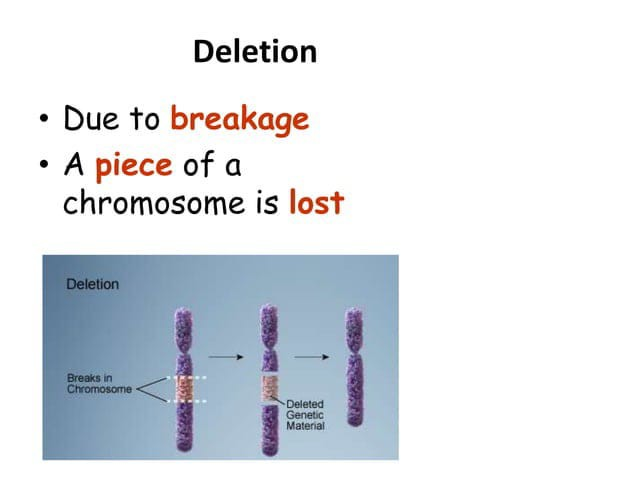 Deletion
• Due to breakage
• A piece of a
chromosome is lost
Deletion
Breaks in
Chromosome
Deleted
Genetic
Material